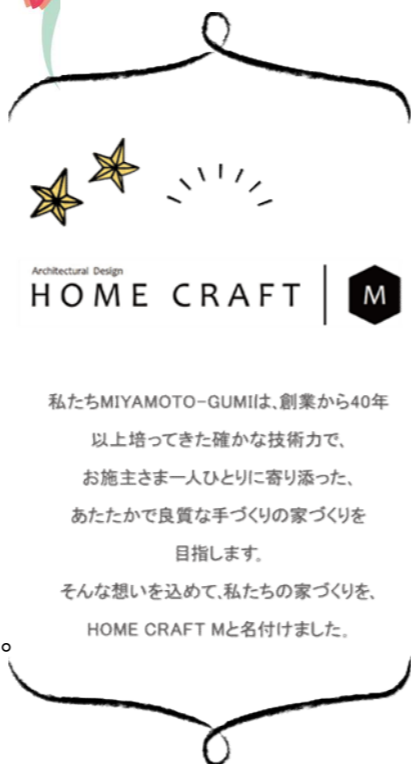 Architectural Design
HOME CRAFT M
私たちMIYAMOTO-GUMIは、創業から40年
以上培ってきた確かな技術力で、
お施主さま一人ひとりに寄り添った、
あたたかで良質な手づくりの家づくりを
目指します。
そんな想いを込めて、私たちの家づくりを、
HOME CRAFT Mと名付けました。
。